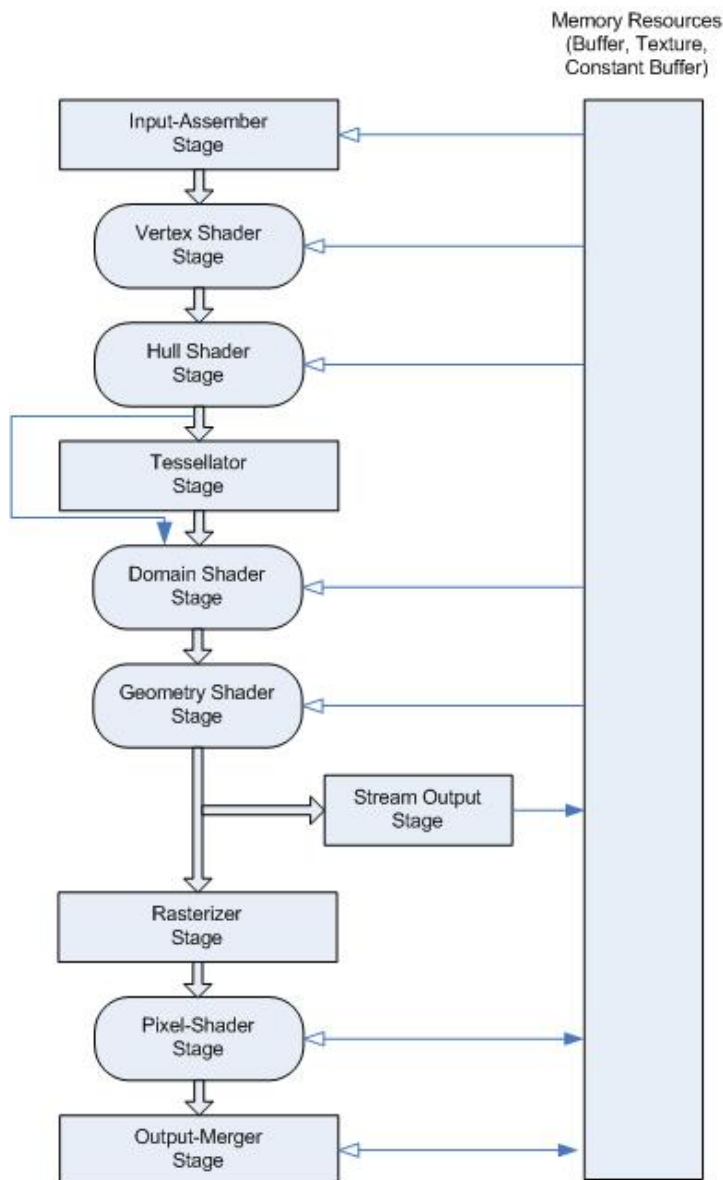 Memory Resources
(Buffer, Texture,
Constant Buffer)
Input-Assember
Stage
Vertex Shader
Stage
Hull Shader
Stage
Tessellator
Stage
Domain Shader
Stage
Geometry Shader
Stage
Stream Output
Stage
Rasterizer
Stage
Pixel-Shader
Stage
Output-Merger
Stage